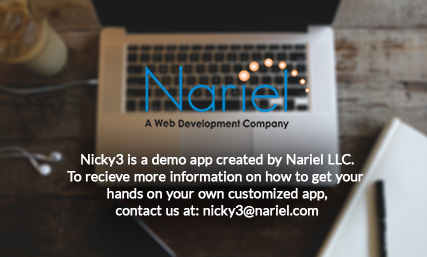 Nariel
A Web Development Company
Nicky3 is a demo app created by Nariel LLC.
To recieve more information on how to get your
hands on your own customized app,
contact us at: nicky3@nariel.com